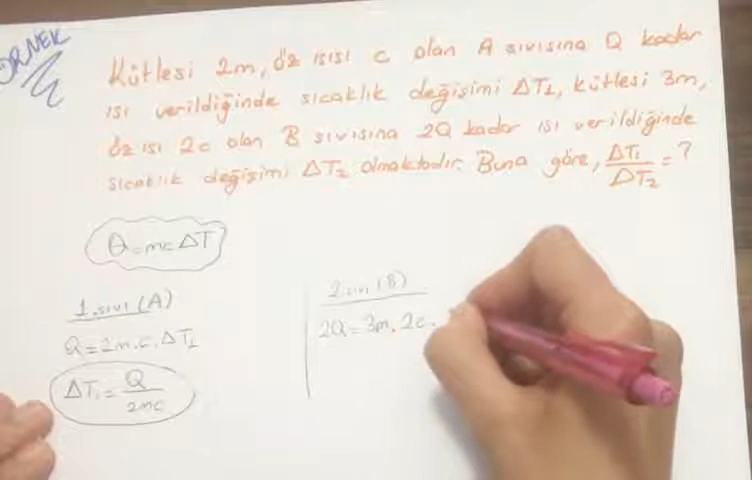 ÖRNEK
Kütlesi 2m, öz ısısı c olan A sıvısına Q kadar
ısı verildiğinde sıcaklık değişimi ΔT₁, kütlesi 3m,
öz ısı 2c olan B sıvısına 2Q kadar ısı verildiğinde
sıcaklık değişimi ΔT₂ olmaktadır. Buna göre, ΔT₁/ΔT₂ = ?
Q=mcΔT
1.sıvı (A)
Q=2m.c.ΔT₁
ΔT₁=Q/2mc
2.sıvı (B)
2Q=3m.2c.